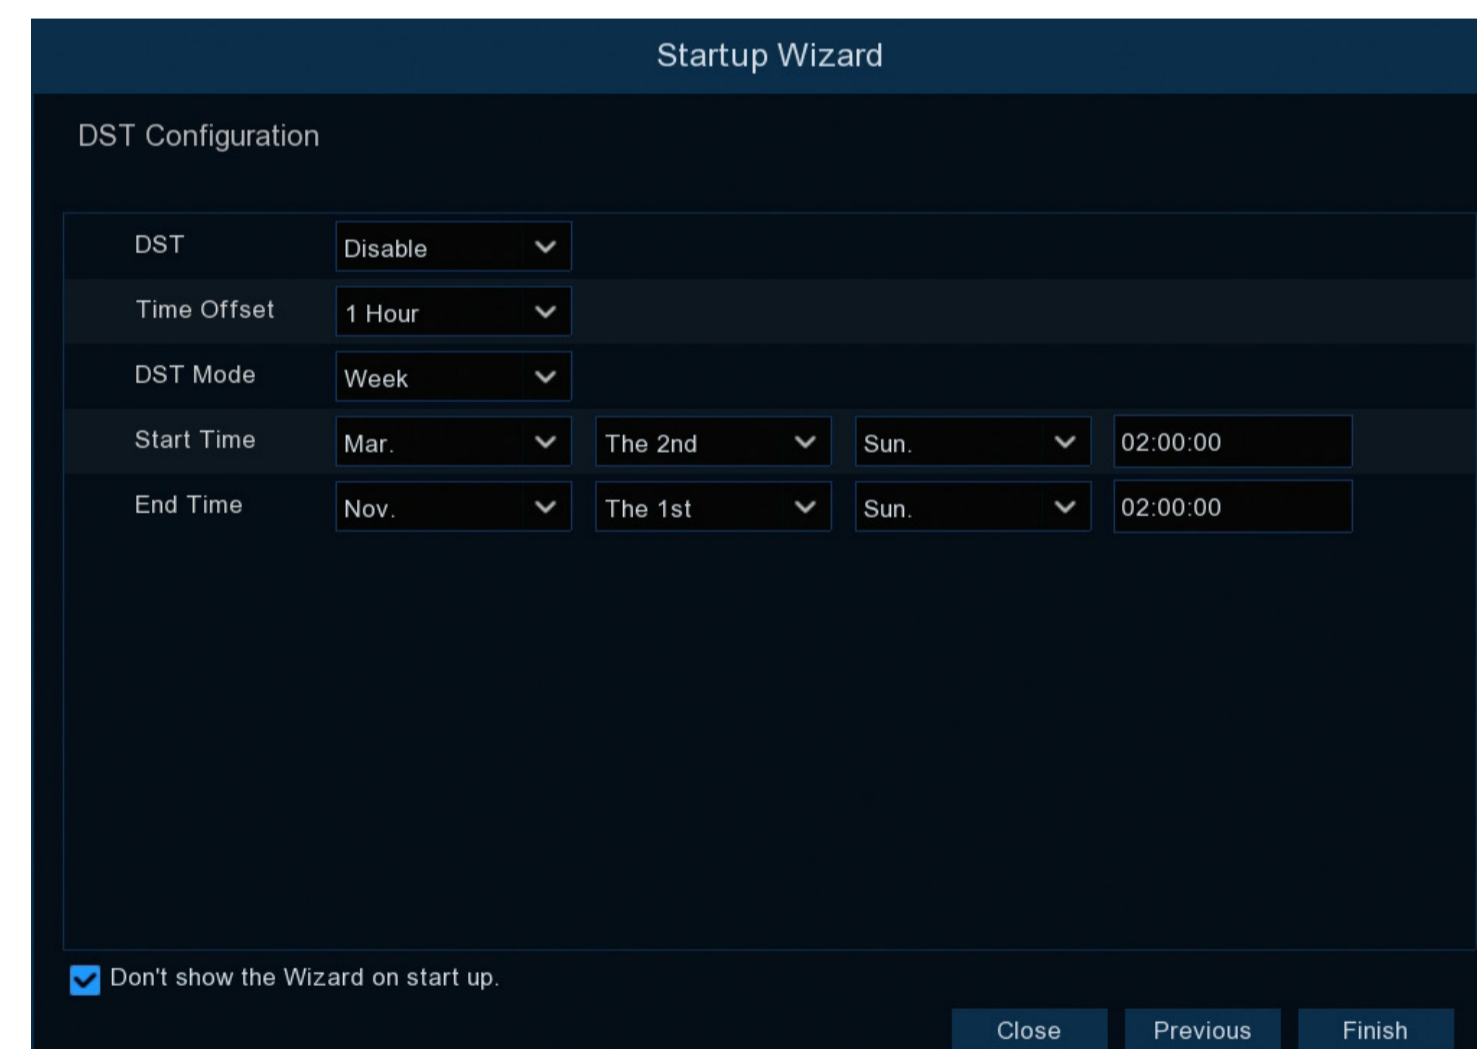 Startup Wizard
DST Configuration
DST Disable
Time Offset 1 Hour
DST Mode Week
Start Time Mar. The 2nd Sun. 02:00:00
End Time Nov. The 1st Sun. 02:00:00
Don't show the Wizard on start up.
Close Previous Finish